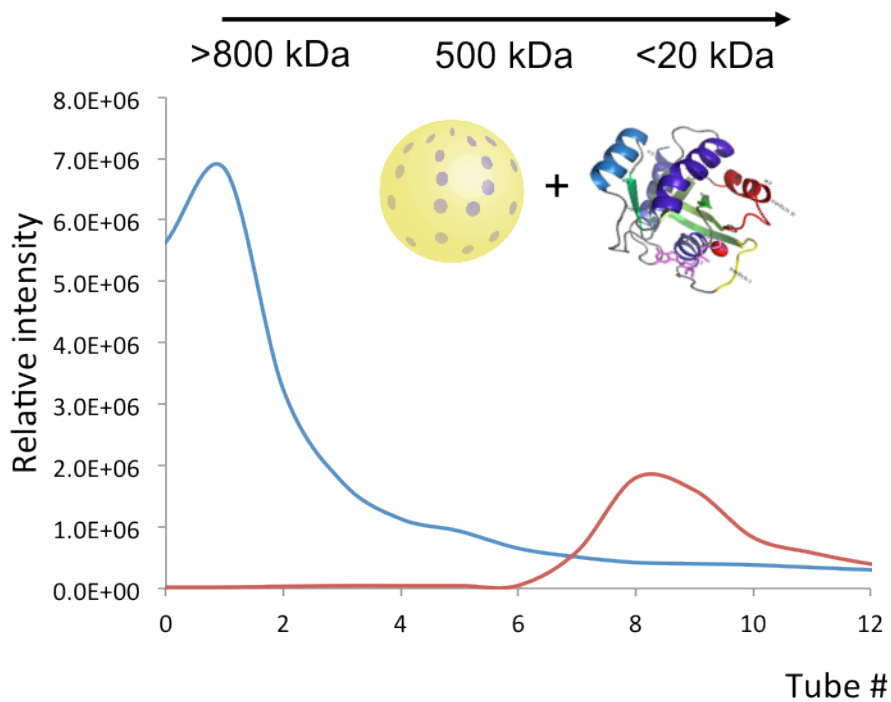 >800 kDa 500 kDa <20 kDa
8.0E+06
7.0E+06
6.0E+06
5.0E+06
4.0E+06
3.0E+06
2.0E+06
1.0E+06
0.0E+00
Relative intensity
+
0 2 4 6 8 10 12
Tube #